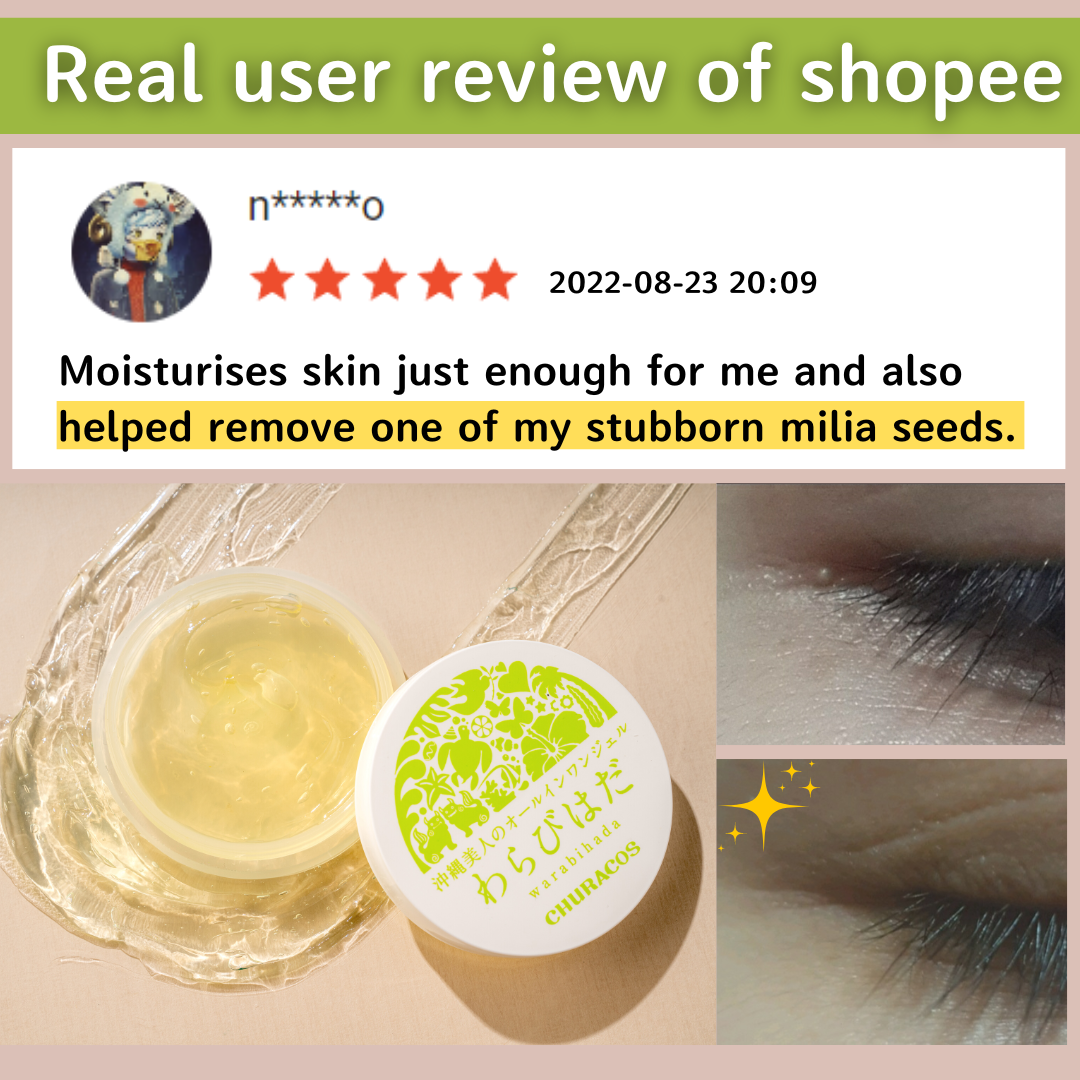 Real user review of shopee
n*****o
2022-08-23 20:09
Moisturises skin just enough for me and also
helped remove one of my stubborn milia seeds.
沖縄美人のオールインワンジェル
わらびはだ
warabihada
CHURACOS